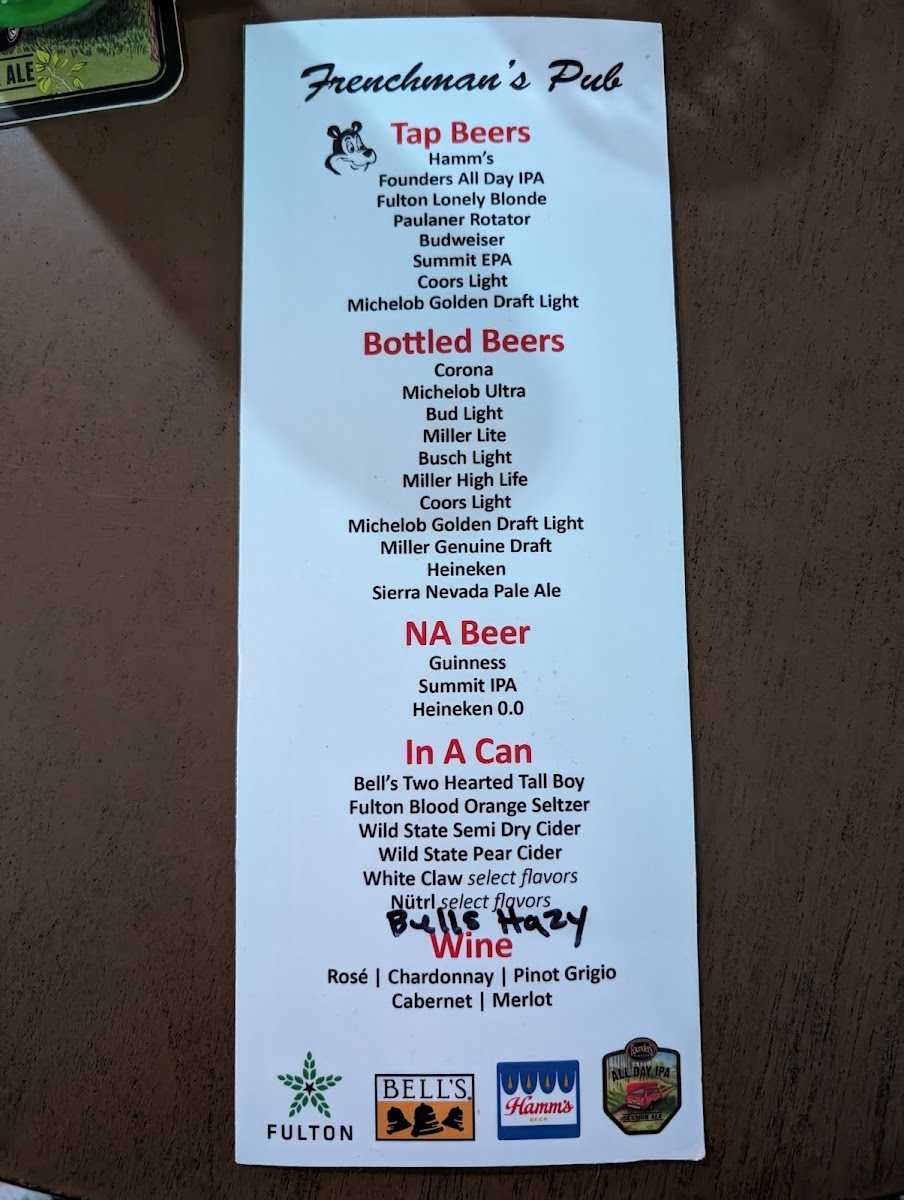 ALE
Frenchman's Pub
Tap Beers
Hamm's
Founders All Day IPA
Fulton Lonely Blonde
Paulaner Rotator
Budweiser
Summit EPA
Coors Light
Michelob Golden Draft Light
Bottled Beers
Corona
Michelob Ultra
Bud Light
Miller Lite
Busch Light
Miller High Life
Coors Light
Michelob Golden Draft Light
Miller Genuine Draft
Heineken
Sierra Nevada Pale Ale
NA Beer
Guinness
Summit IPA
Heineken 0.0
In A Can
Bell's Two Hearted Tall Boy
Fulton Blood Orange Seltzer
Wild State Semi Dry Cider
Wild State Pear Cider
White Claw select flavors
Nütrl select flavors
Bells Hazy
Wine
Rosé | Chardonnay | Pinot Grigio
Cabernet | Merlot
FULTON
BELL'S
Hamm's
BEER
Founders
ALL DAY IPA
SESSION ALE